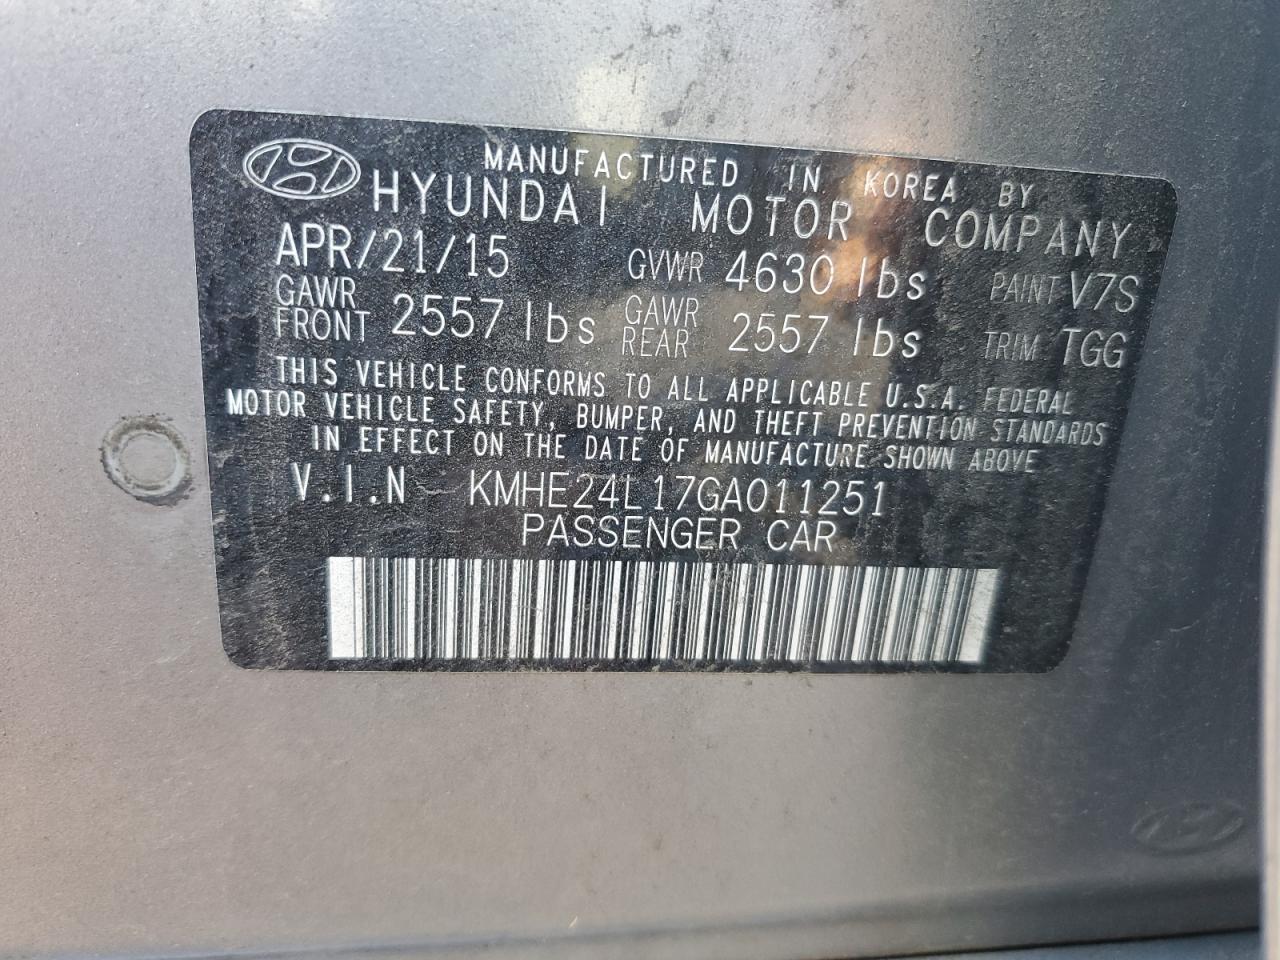 MANUFACTURED IN KOREA BY
HYUNDAI MOTOR COMPANY
APR/21/15 GVWR 4630 lbs PAINT V7S
GAWR FRONT 2557 lbs GAWR REAR 2557 lbs TRIM TGG
THIS VEHICLE CONFORMS TO ALL APPLICABLE U.S.A. FEDERAL
MOTOR VEHICLE SAFETY, BUMPER, AND THEFT PREVENTION STANDARDS
IN EFFECT ON THE DATE OF MANUFACTURE SHOWN ABOVE
V.I.N KMHE24L17GA011251
PASSENGER CAR